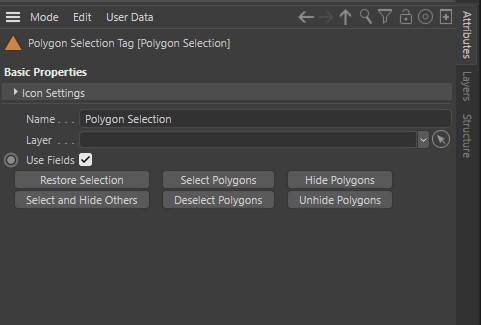 Mode Edit User Data
Polygon Selection Tag [Polygon Selection]
Basic Properties
Icon Settings
Name . . . Polygon Selection
Layer . . .
Use Fields
Restore Selection Select Polygons Hide Polygons
Select and Hide Others Deselect Polygons Unhide Polygons
Attributes
Layers
Structure